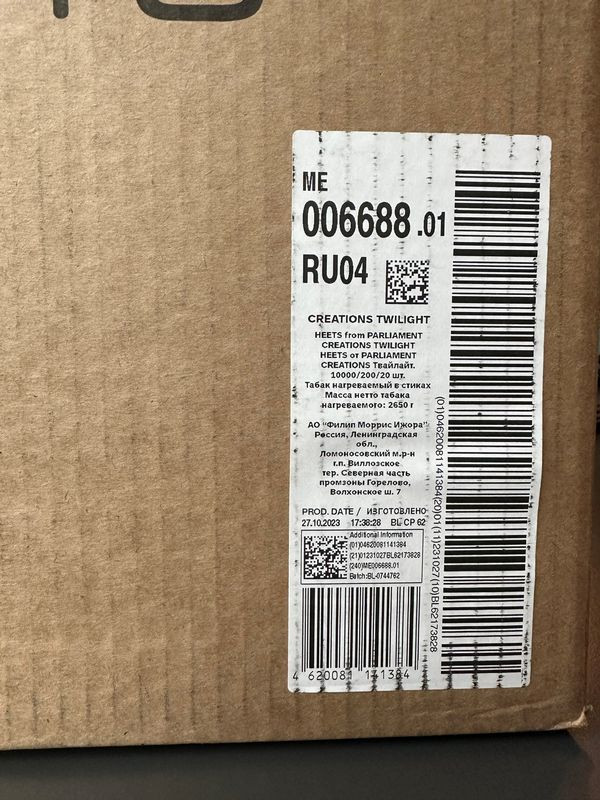 ME
006688.01
RU04
CREATIONS TWILIGHT
HEETS from PARLIAMENT
CREATIONS TWILIGHT
HEETS от PARLIAMENT
CREATIONS Твайлайт.
10000/200/20 шт.
Табак нагреваемый в стиках
Масса нетто табака
нагреваемого: 2650 г
АО "Филип Моррис Ижора"
Россия, Ленинградская
обл.,
Ломоносовский м.р-н
г.п. Виллозское
тер. Северная часть
промзоны Горелово,
Волхонское ш. 7
PROD. DATE / ИЗГОТОВЛЕНО
27.10.2023 17:38:28 BL CP 62
Additional Information
(01)04620081141384
(21)01231027BL62173828
(240)ME006688.01
Batch:BL-0744762
4 620081 141384
(01)04620081141384(20)01(11)231027(10)BL62173828